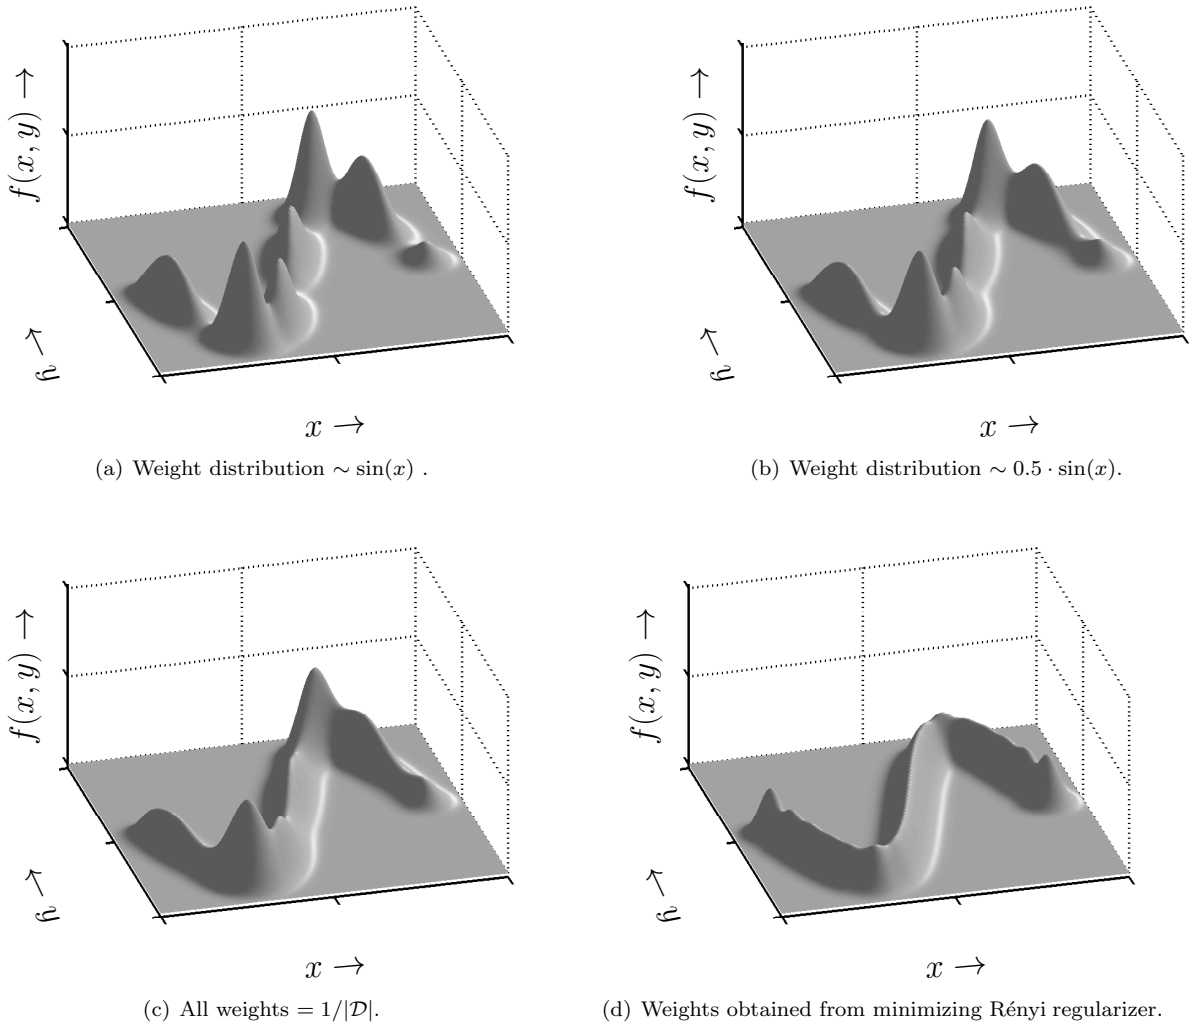 f(x, y) →
y →
x →
(a) Weight distribution ∼ sin(x) .
f(x, y) →
y →
x →
(b) Weight distribution ∼ 0.5 · sin(x).
f(x, y) →
y →
x →
(c) All weights = 1/|𝒟|.
f(x, y) →
y →
x →
(d) Weights obtained from minimizing Rényi regularizer.